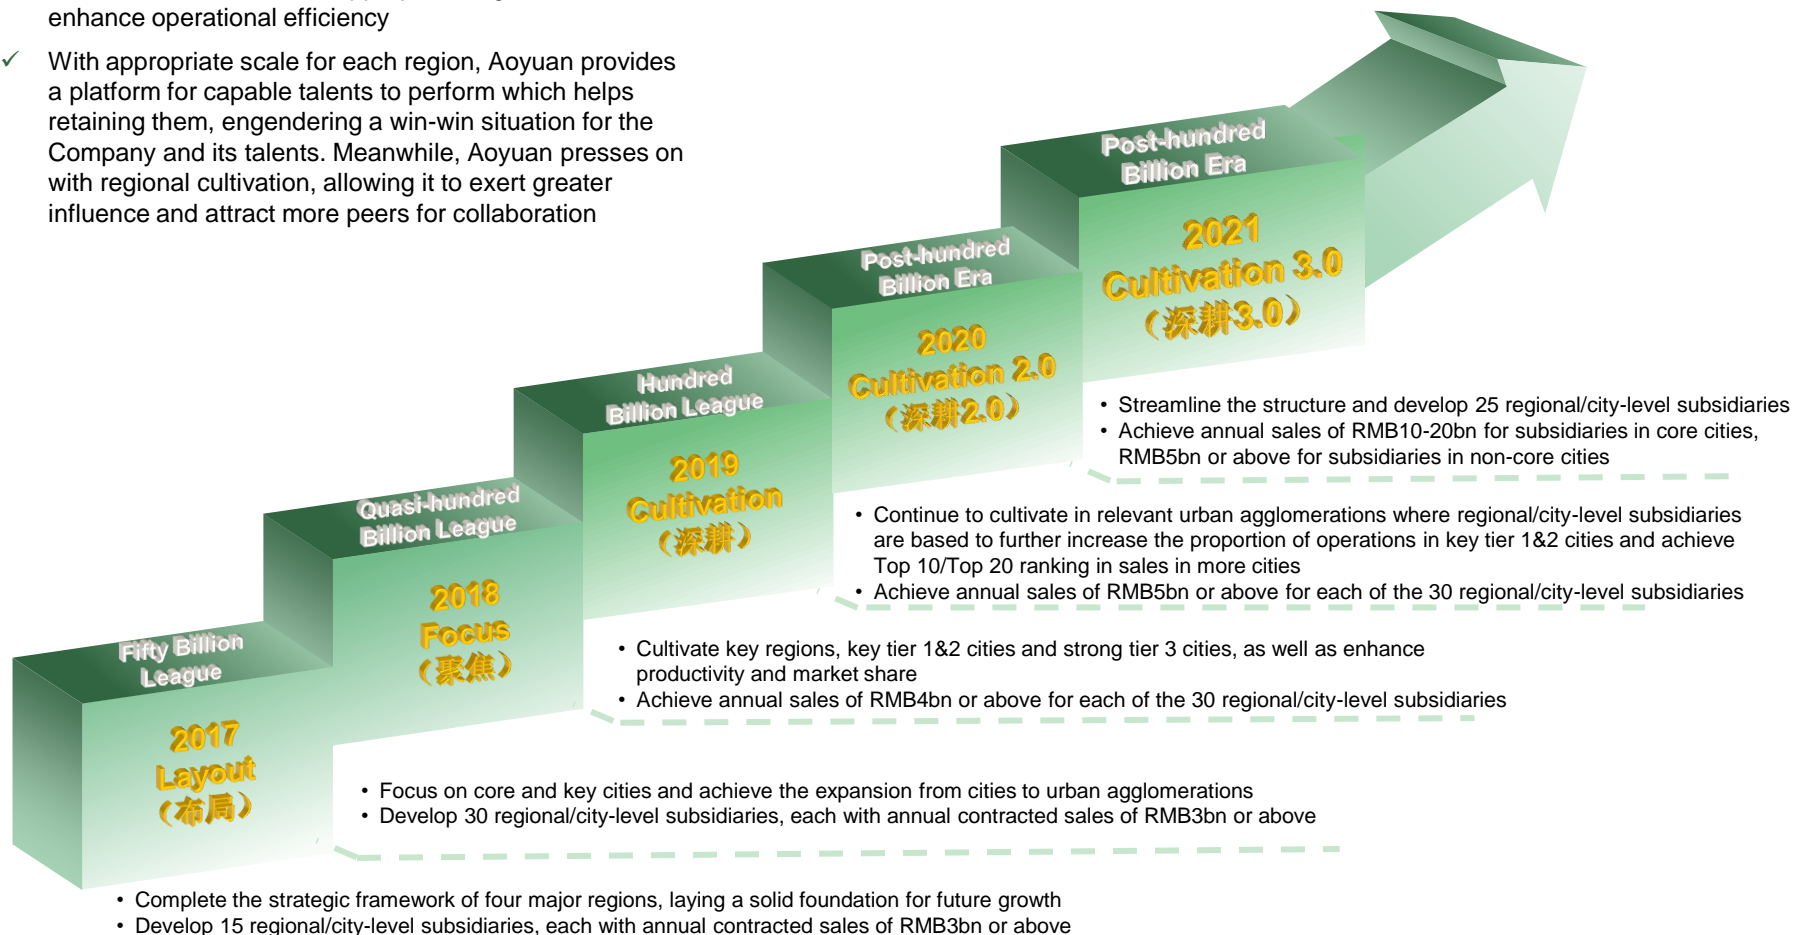 enhance operational efficiency
✓ With appropriate scale for each region, Aoyuan provides
a platform for capable talents to perform which helps
retaining them, engendering a win-win situation for the
Company and its talents. Meanwhile, Aoyuan presses on
with regional cultivation, allowing it to exert greater
influence and attract more peers for collaboration
Post-hundred
Billion Era
2021
Cultivation 3.0
（深耕3.0）
• Streamline the structure and develop 25 regional/city-level subsidiaries
• Achieve annual sales of RMB10-20bn for subsidiaries in core cities,
RMB5bn or above for subsidiaries in non-core cities
Post-hundred
Billion Era
2020
Cultivation 2.0
（深耕2.0）
• Continue to cultivate in relevant urban agglomerations where regional/city-level subsidiaries
are based to further increase the proportion of operations in key tier 1&2 cities and achieve
Top 10/Top 20 ranking in sales in more cities
• Achieve annual sales of RMB5bn or above for each of the 30 regional/city-level subsidiaries
Hundred
Billion League
2019
Cultivation
（深耕）
• Cultivate key regions, key tier 1&2 cities and strong tier 3 cities, as well as enhance
productivity and market share
• Achieve annual sales of RMB4bn or above for each of the 30 regional/city-level subsidiaries
Quasi-hundred
Billion League
2018
Focus
（聚焦）
• Focus on core and key cities and achieve the expansion from cities to urban agglomerations
• Develop 30 regional/city-level subsidiaries, each with annual contracted sales of RMB3bn or above
Fifty Billion
League
2017
Layout
（布局）
• Complete the strategic framework of four major regions, laying a solid foundation for future growth
• Develop 15 regional/city-level subsidiaries, each with annual contracted sales of RMB3bn or above